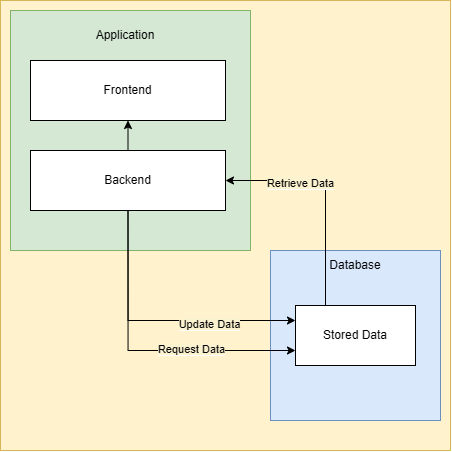 Application
Frontend
Backend
Retrieve Data
Database
Update Data
Stored Data
Request Data